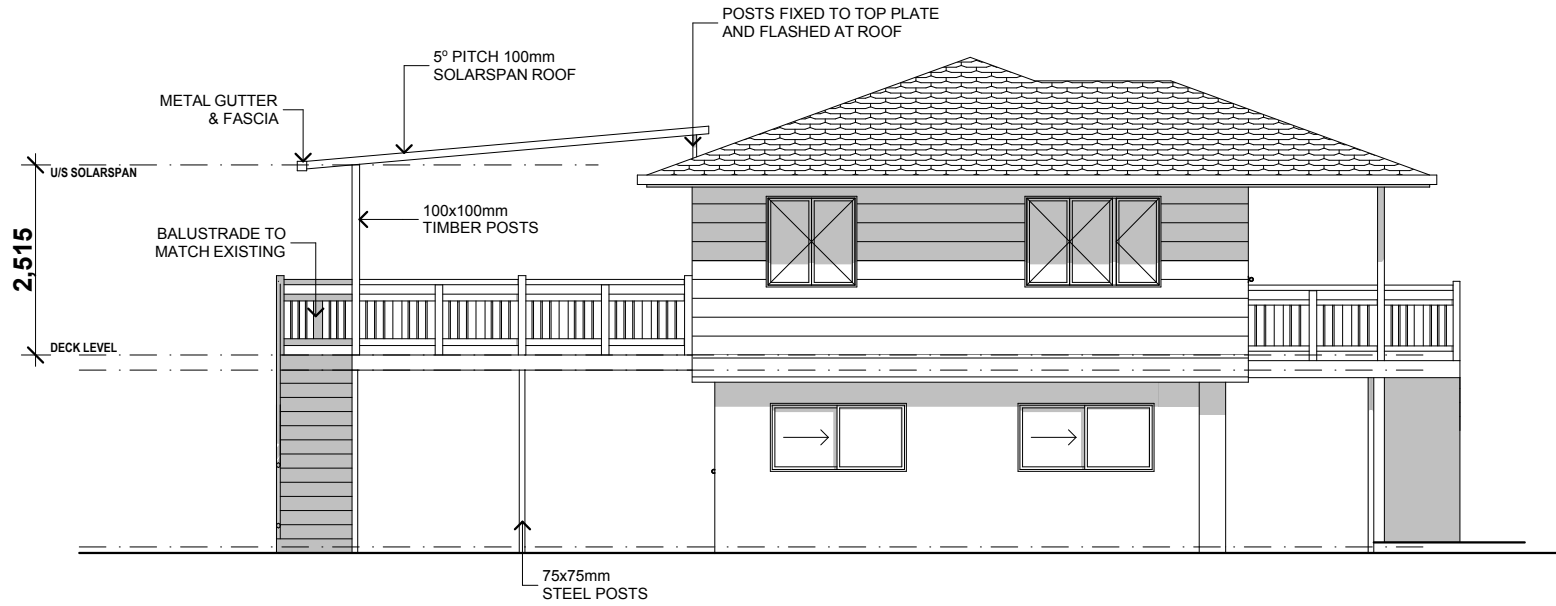 POSTS FIXED TO TOP PLATE
AND FLASHED AT ROOF
5º PITCH 100mm
SOLARSPAN ROOF
METAL GUTTER
& FASCIA
U/S SOLARSPAN
100x100mm
TIMBER POSTS
BALUSTRADE TO
MATCH EXISTING
2,515
DECK LEVEL
75x75mm
STEEL POSTS